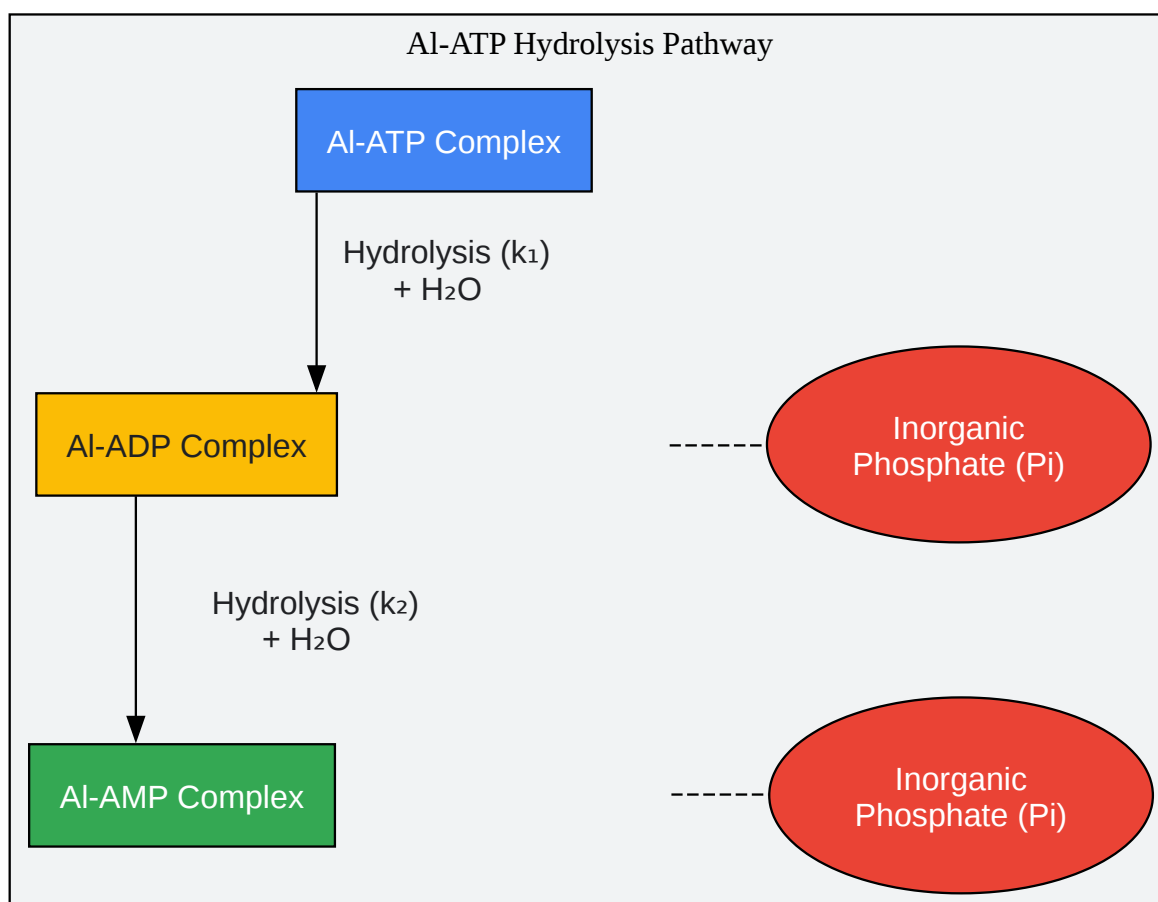 Al-ATP Hydrolysis Pathway
Al-ATP Complex
Hydrolysis (k₁)
+ H₂O
Al-ADP Complex
Inorganic
Phosphate (Pi)
Hydrolysis (k₂)
+ H₂O
Al-AMP Complex
Inorganic
Phosphate (Pi)